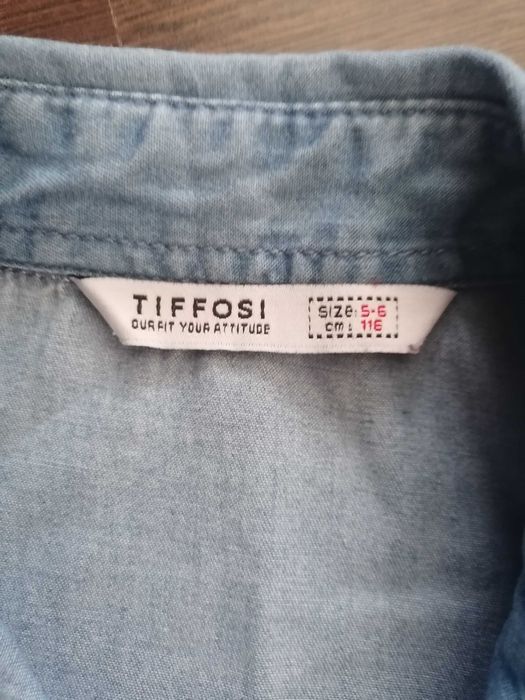 TIFFOSI
OUR FIT YOUR ATTITUDE
SIZE: 5-6
cm: 116